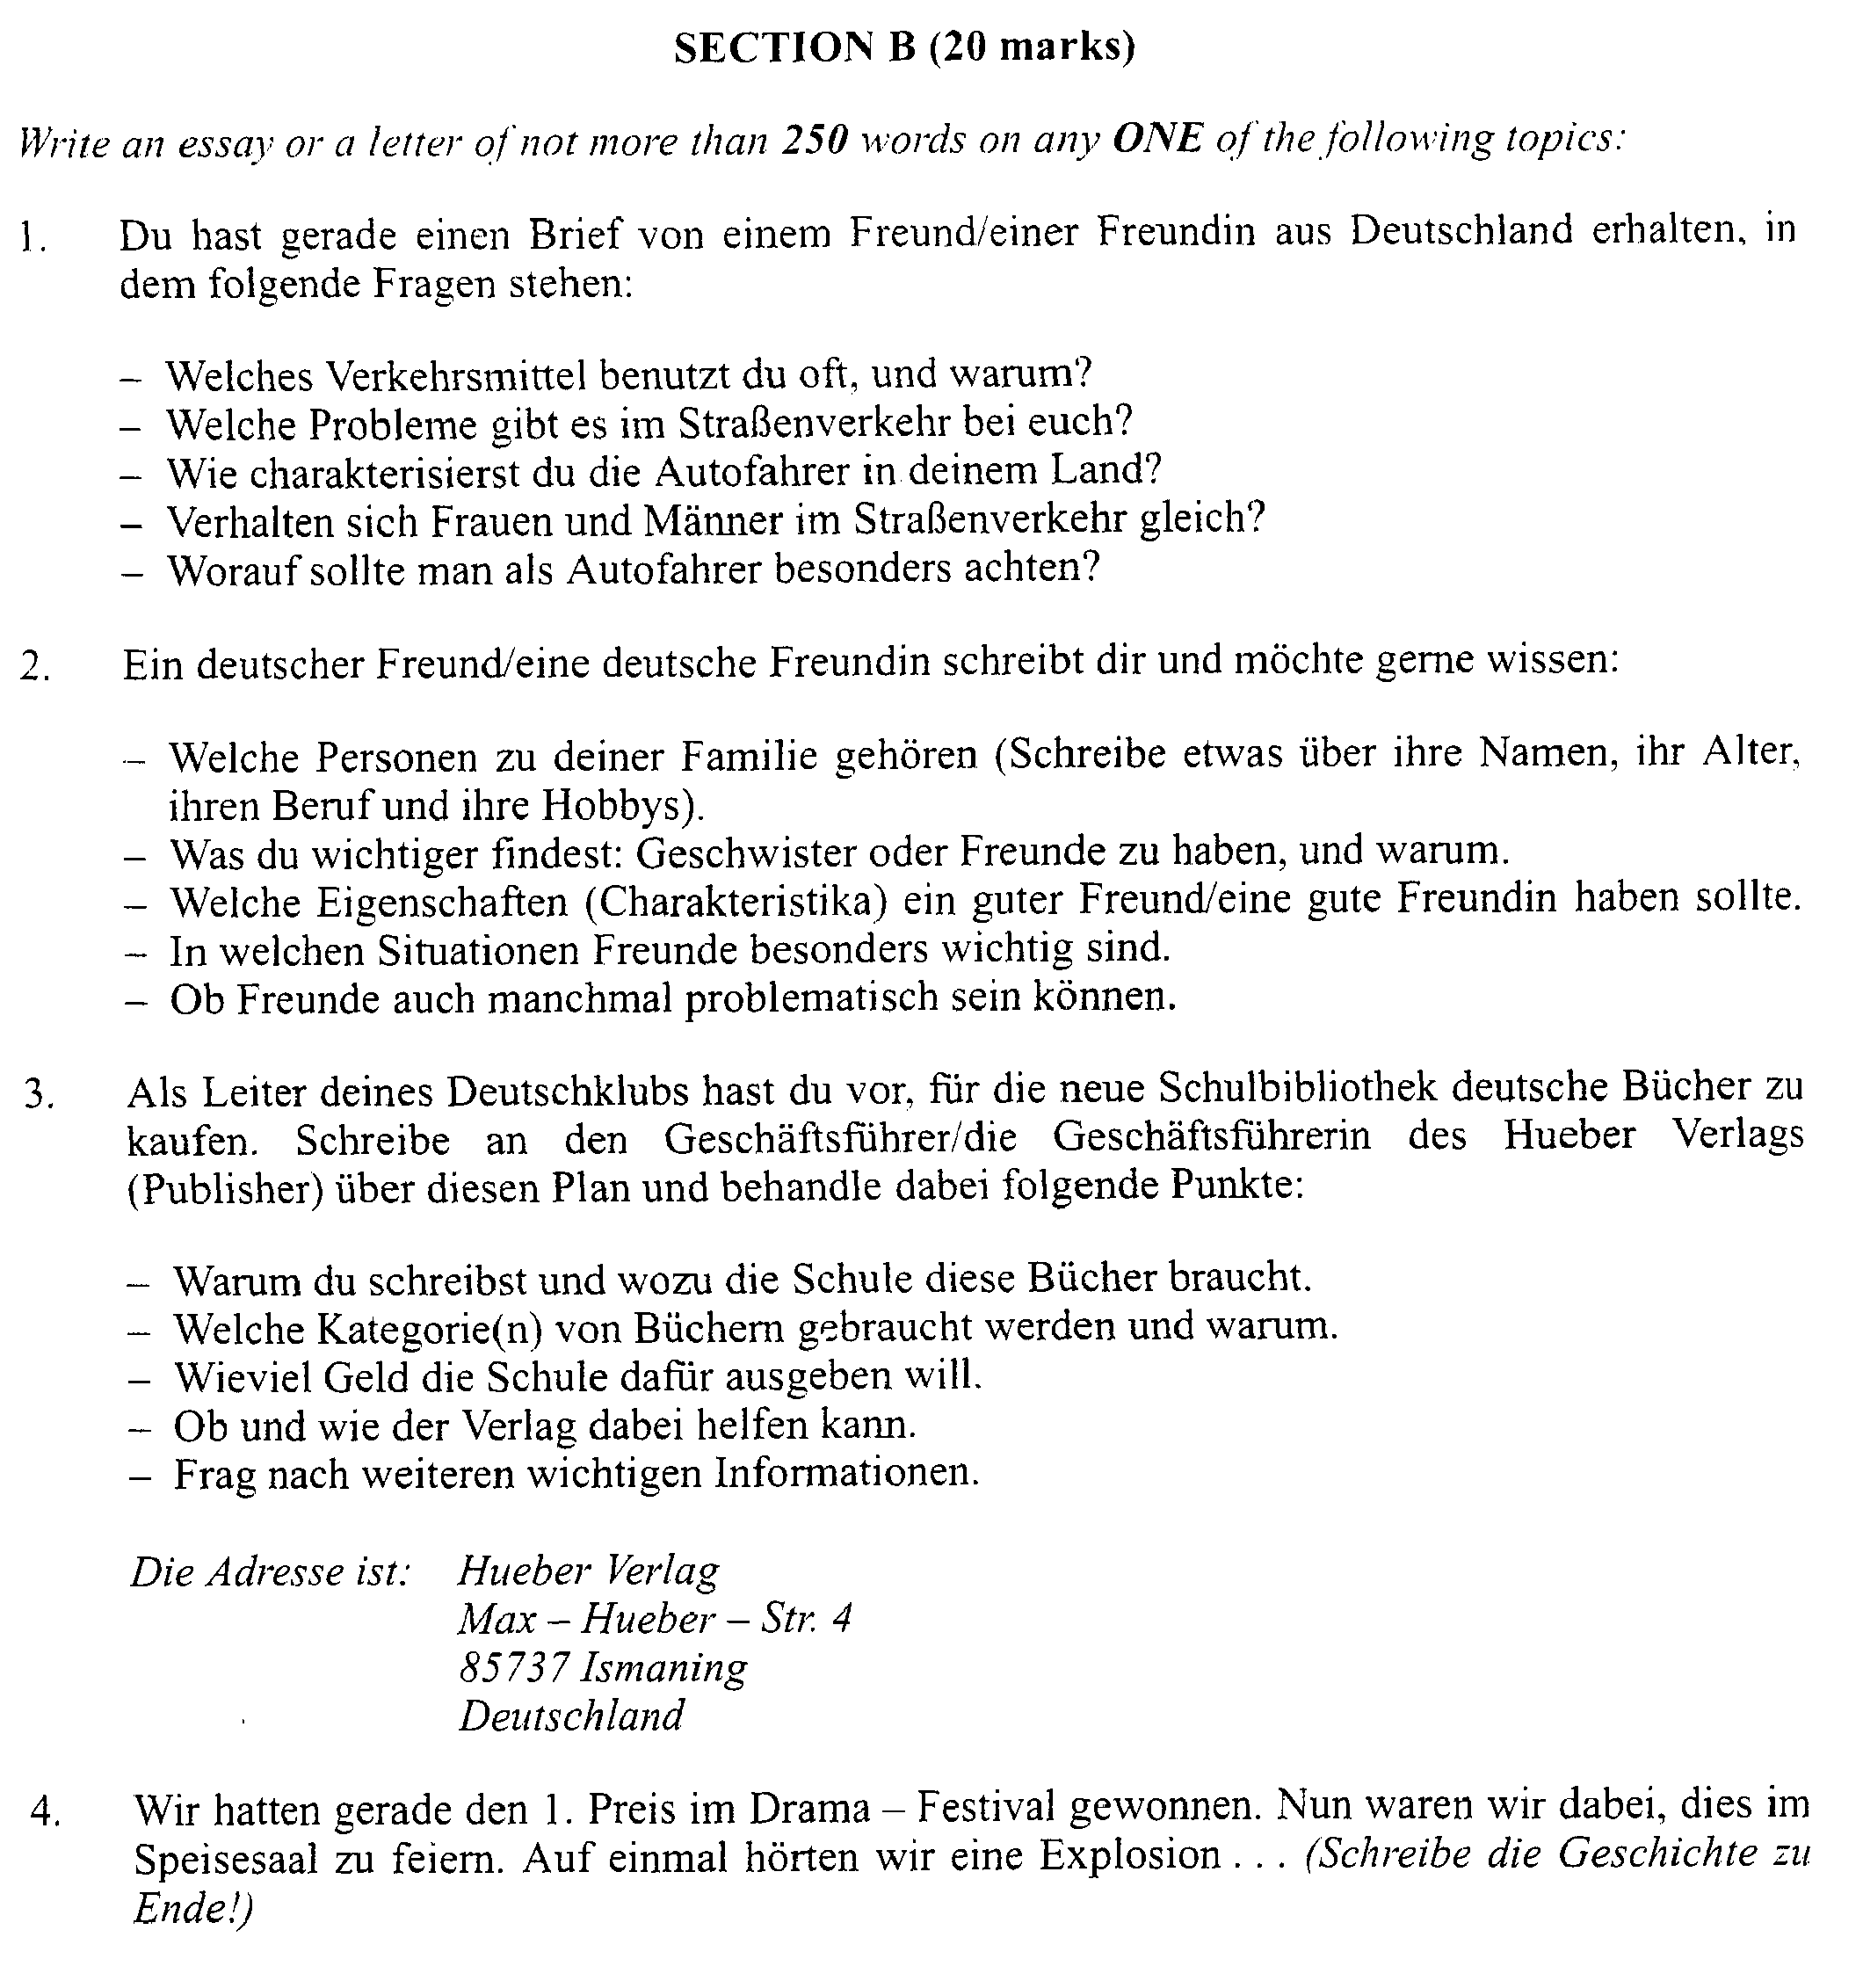 SECTION B (20 marks)
Write an essay or a letter of not more than 250 words on any ONE of the following topics:
1. Du hast gerade einen Brief von einem Freund/einer Freundin aus Deutschland erhalten, in
dem folgende Fragen stehen:
– Welches Verkehrsmittel benutzt du oft, und warum?
– Welche Probleme gibt es im Straßenverkehr bei euch?
– Wie charakterisierst du die Autofahrer in deinem Land?
– Verhalten sich Frauen und Männer im Straßenverkehr gleich?
– Worauf sollte man als Autofahrer besonders achten?
2. Ein deutscher Freund/eine deutsche Freundin schreibt dir und möchte gerne wissen:
– Welche Personen zu deiner Familie gehören (Schreibe etwas über ihre Namen, ihr Alter,
ihren Beruf und ihre Hobbys).
– Was du wichtiger findest: Geschwister oder Freunde zu haben, und warum.
– Welche Eigenschaften (Charakteristika) ein guter Freund/eine gute Freundin haben sollte.
– In welchen Situationen Freunde besonders wichtig sind.
– Ob Freunde auch manchmal problematisch sein können.
3. Als Leiter deines Deutschklubs hast du vor, für die neue Schulbibliothek deutsche Bücher zu
kaufen. Schreibe an den Geschäftsführer/die Geschäftsführerin des Hueber Verlags
(Publisher) über diesen Plan und behandle dabei folgende Punkte:
– Warum du schreibst und wozu die Schule diese Bücher braucht.
– Welche Kategorie(n) von Büchern gebraucht werden und warum.
– Wieviel Geld die Schule dafür ausgeben will.
– Ob und wie der Verlag dabei helfen kann.
– Frag nach weiteren wichtigen Informationen.
Die Adresse ist: Hueber Verlag
Max – Hueber – Str. 4
85737 Ismaning
Deutschland
4. Wir hatten gerade den 1. Preis im Drama – Festival gewonnen. Nun waren wir dabei, dies im
Speisesaal zu feiern. Auf einmal hörten wir eine Explosion . . . (Schreibe die Geschichte zu
Ende!)